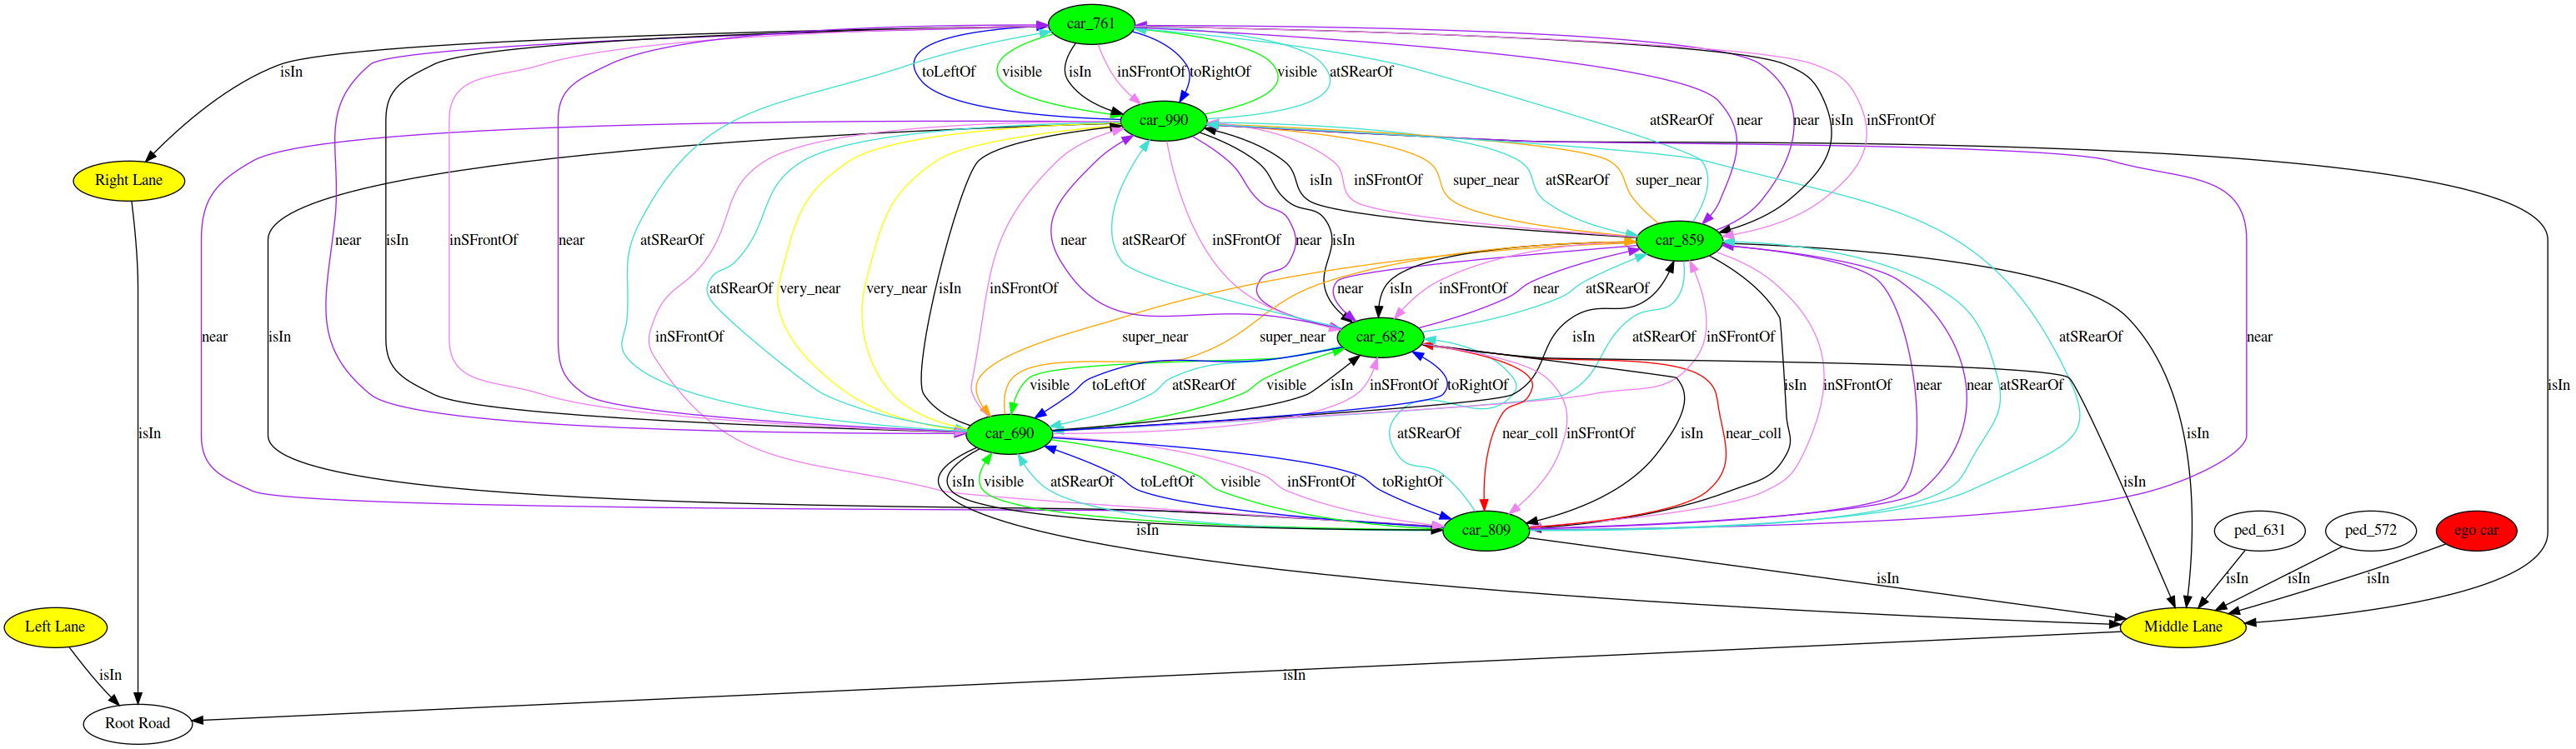 car_761
isIn toLeftOf visible isIn inSFrontOf toRightOf visible atSRearOf
car_990 atSRearOf near near isIn inSFrontOf
Right Lane isIn inSFrontOf super_near atSRearOf super_near
near isIn inSFrontOf near atSRearOf near atSRearOf inSFrontOf near isIn car_859
atSRearOf very_near very_near isIn inSFrontOf near isIn inSFrontOf near atSRearOf
near isIn inSFrontOf super_near super_near car_682 isIn atSRearOf inSFrontOf atSRearOf near
visible toLeftOf atSRearOf visible isIn inSFrontOf toRightOf isIn inSFrontOf near near atSRearOf isIn
isIn car_690 atSRearOf near_coll inSFrontOf isIn near_coll isIn
isIn visible atSRearOf toLeftOf visible inSFrontOf toRightOf isIn
isIn car_809 ped_631 ped_572 ego car
isIn isIn isIn isIn
Left Lane Middle Lane
isIn isIn
Root Road